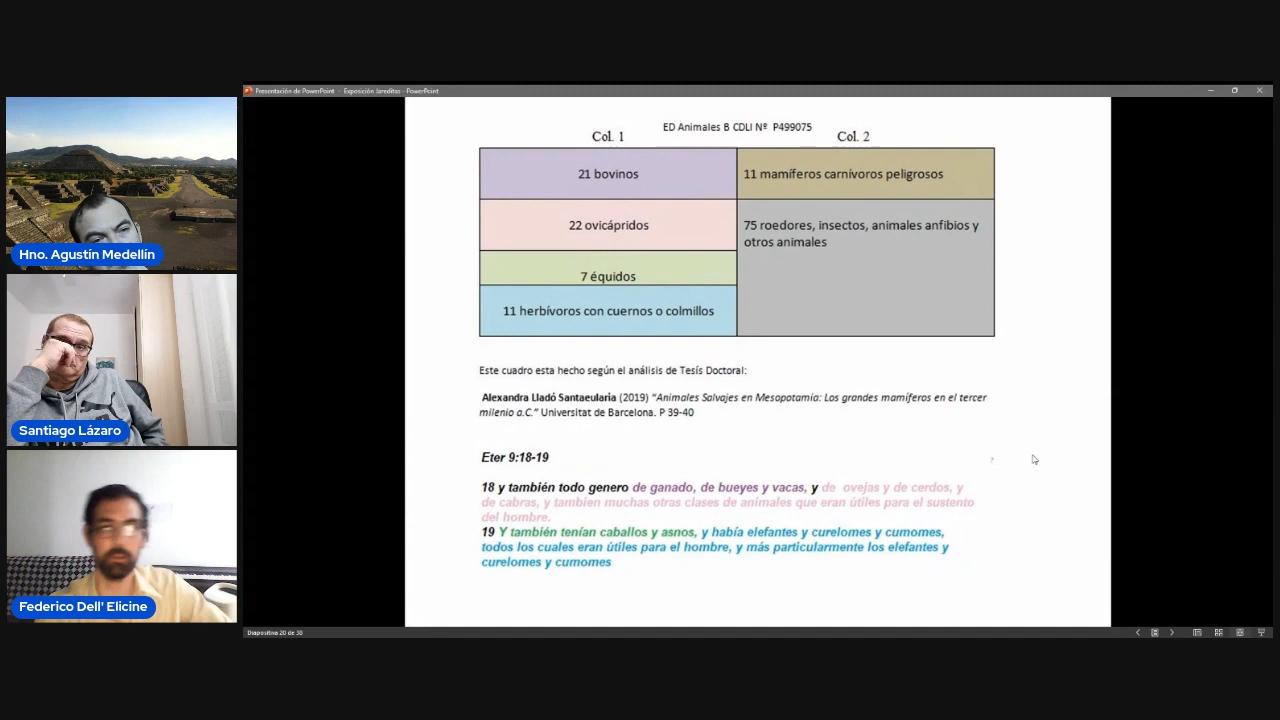 Presentación de PowerPoint - Exposición Jareditas - PowerPoint
ED Animales B CDLI Nº P499075
Col. 1
Col. 2
21 bovinos
11 mamíferos carnívoros peligrosos
22 ovicápridos
75 roedores, insectos, animales anfibios y
otros animales
7 équidos
11 herbívoros con cuernos o colmillos
Este cuadro esta hecho según el análisis de Tesís Doctoral:
Alexandra Lladó Santaeularia (2019) “Animales Salvajes en Mesopotamia: Los grandes mamíferos en el tercer
milenio a.C.” Universitat de Barcelona. P 39-40
Eter 9:18-19
18 y también todo genero de ganado, de bueyes y vacas, y de ovejas y de cerdos, y
de cabras, y tambien muchas otras clases de animales que eran útiles para el sustento
del hombre.
19 Y también tenían caballos y asnos, y había elefantes y curelomes y cumomes,
todos los cuales eran útiles para el hombre, y más particularmente los elefantes y
curelomes y cumomes
Diapositiva 20 de 38
Hno. Agustín Medellín
Santiago Lázaro
Federico Dell' Elicine